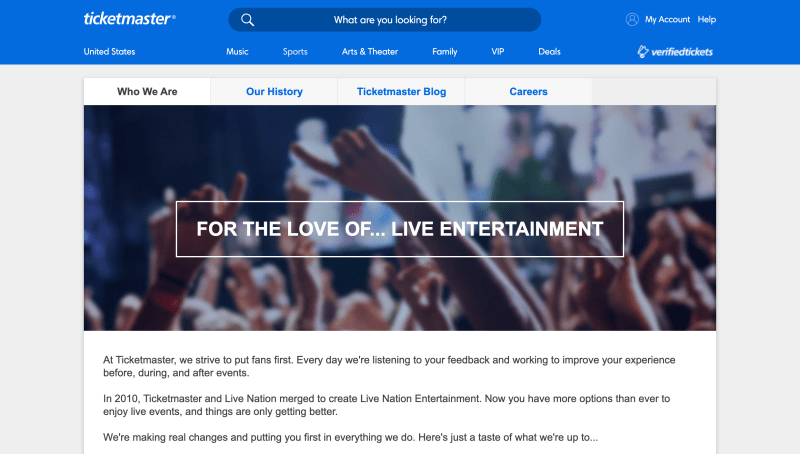 ticketmaster®
What are you looking for?
My Account Help
United States
Music Sports Arts & Theater Family VIP Deals
verifiedtickets
Who We Are Our History Ticketmaster Blog Careers
FOR THE LOVE OF... LIVE ENTERTAINMENT
At Ticketmaster, we strive to put fans first. Every day we're listening to your feedback and working to improve your experience
before, during, and after events.
In 2010, Ticketmaster and Live Nation merged to create Live Nation Entertainment. Now you have more options than ever to
enjoy live events, and things are only getting better.
We're making real changes and putting you first in everything we do. Here's just a taste of what we're up to...